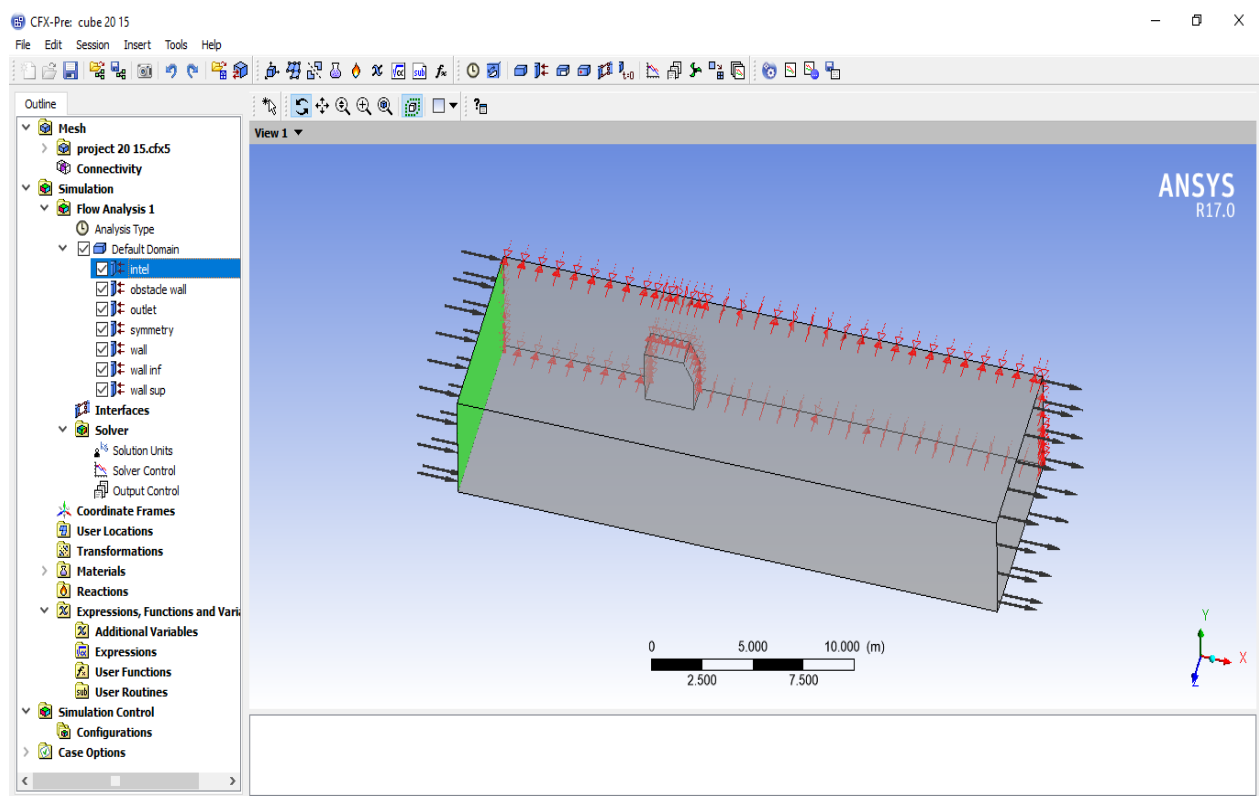 CFX-Pre: cube 20 15
File Edit Session Insert Tools Help
Outline
Mesh
project 20 15.cfx5
Connectivity
Simulation
Flow Analysis 1
Analysis Type
Default Domain
intel
obstacle wall
outlet
symmetry
wall
wall inf
wall sup
Interfaces
Solver
Solution Units
Solver Control
Output Control
Coordinate Frames
User Locations
Transformations
Materials
Reactions
Expressions, Functions and Varia
Additional Variables
Expressions
User Functions
User Routines
Simulation Control
Configurations
Case Options
View 1
ANSYS
R17.0
0 5.000 10.000 (m)
2.500 7.500
Y
X
Z